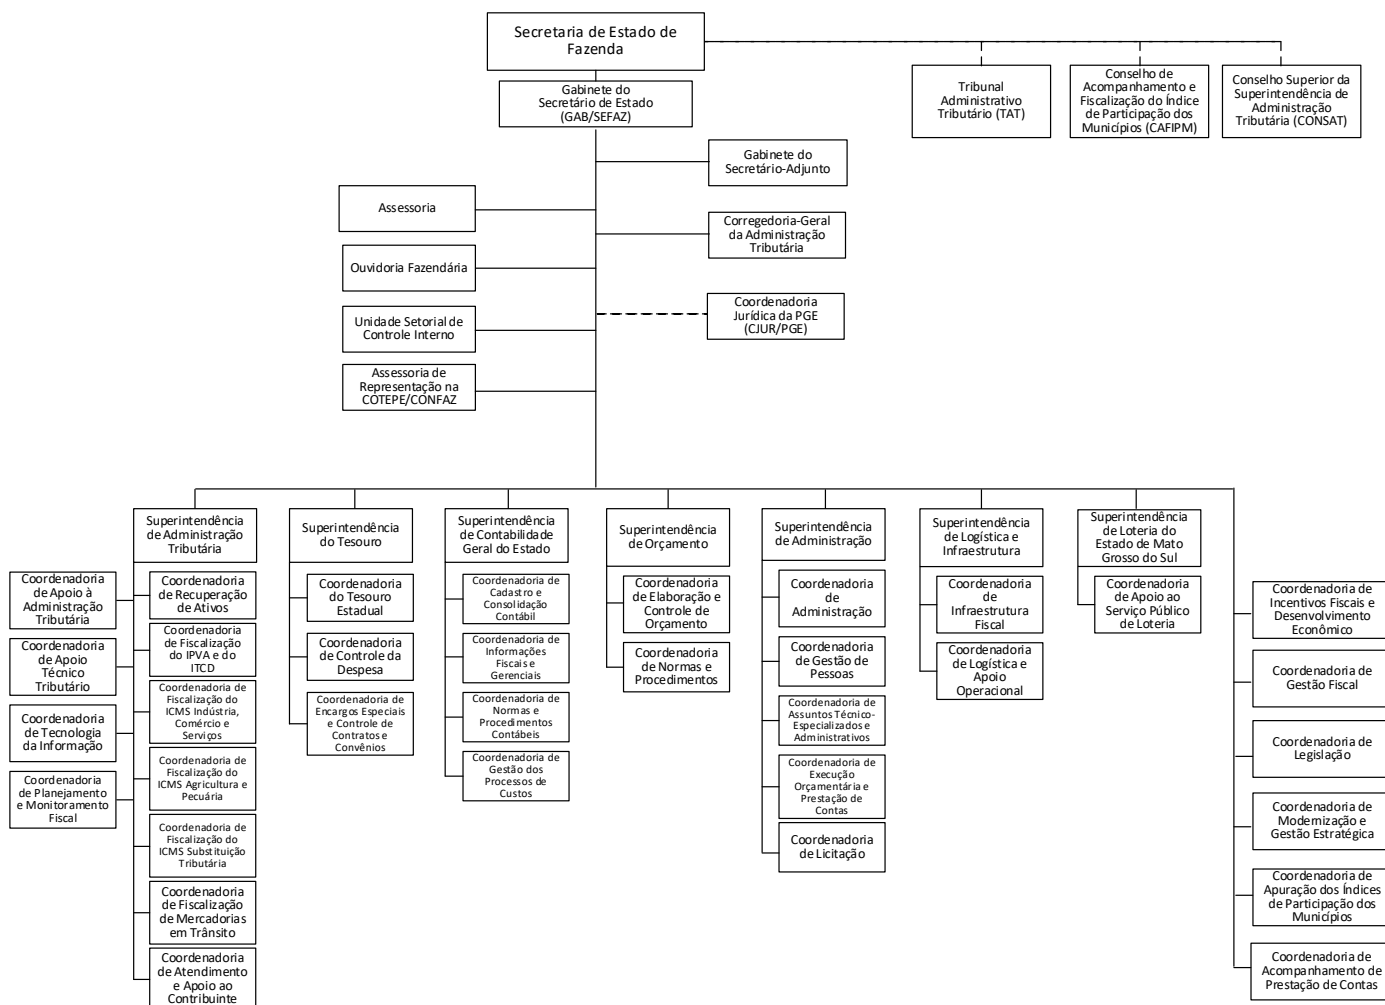 Secretaria de Estado de
Fazenda
Gabinete do
Secretário de Estado
(GAB/SEFAZ)
Tribunal
Administrativo
Tributário (TAT)
Conselho de
Acompanhamento e
Fiscalização do Índice
de Participação dos
Municípios (CAFIPM)
Conselho Superior da
Superintendência de
Administração
Tributária (CONSAT)
Gabinete do
Secretário-Adjunto
Assessoria
Corregedoria-Geral
da Administração
Tributária
Ouvidoria Fazendária
Coordenadoria
Jurídica da PGE
(CJUR/PGE)
Unidade Setorial de
Controle Interno
Assessoria de
Representação na
COTEPE/CONFAZ
Superintendência
de Administração
Tributária
Coordenadoria
de Apoio à
Administração
Tributária
Coordenadoria
de Apoio
Técnico
Tributário
Coordenadoria
de Tecnologia
da Informação
Coordenadoria
de Planejamento
e Monitoramento
Fiscal
Coordenadoria
de Recuperação
de Ativos
Coordenadoria
de Fiscalização
do IPVA e do
ITCD
Coordenadoria de
Fiscalização do
ICMS Indústria,
Comércio e
Serviços
Coordenadoria de
Fiscalização do
ICMS Agricultura e
Pecuária
Coordenadoria de
Fiscalização do
ICMS Substituição
Tributária
Coordenadoria
de Fiscalização
de Mercadorias
em Trânsito
Coordenadoria
de Atendimento
e Apoio ao
Contribuinte
Superintendência
do Tesouro
Coordenadoria
do Tesouro
Estadual
Coordenadoria
de Controle da
Despesa
Coordenadoria de
Encargos Especiais
e Controle de
Contratos e
Convênios
Superintendência
de Contabilidade
Geral do Estado
Coordenadoria de
Cadastro e
Consolidação
Contábil
Coordenadoria de
Informações
Fiscais e
Gerenciais
Coordenadoria de
Normas e
Procedimentos
Contábeis
Coordenadoria de
Gestão dos
Processos de
Custos
Superintendência
de Orçamento
Coordenadoria
de Elaboração e
Controle de
Orçamento
Coordenadoria
de Normas e
Procedimentos
Superintendência
de Administração
Coordenadoria
de
Administração
Coordenadoria
de Gestão de
Pessoas
Coordenadoria de
Assuntos Técnico-
Especializados e
Administrativos
Coordenadoria de
Execução
Orçamentária e
Prestação de
Contas
Coordenadoria
de Licitação
Superintendência
de Logística e
Infraestrutura
Coordenadoria
de
Infraestrutura
Fiscal
Coordenadoria
de Logística e
Apoio
Operacional
Superintendência
de Loteria do
Estado de Mato
Grosso do Sul
Coordenadoria
de Apoio ao
Serviço Público
de Loteria
Coordenadoria de
Incentivos Fiscais e
Desenvolvimento
Econômico
Coordenadoria de
Gestão Fiscal
Coordenadoria de
Legislação
Coordenadoria de
Modernização e
Gestão Estratégica
Coordenadoria de
Apuração dos Índices
de Participação dos
Municípios
Coordenadoria de
Acompanhamento de
Prestação de Contas